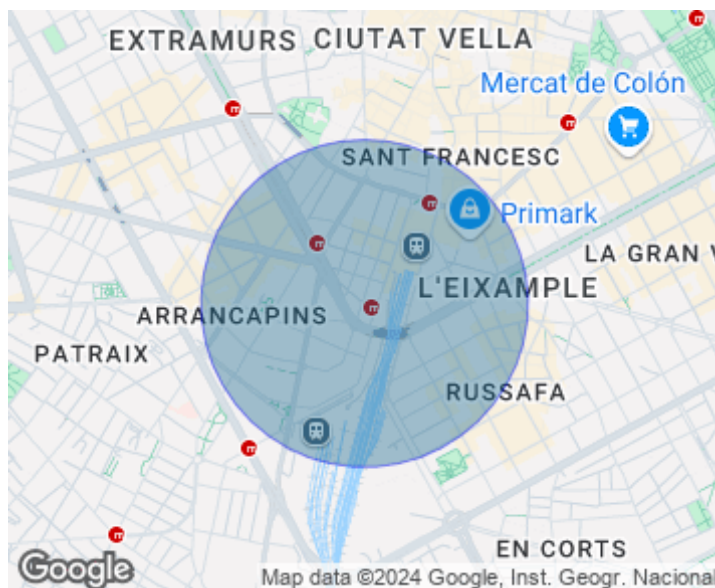 EXTRAMURS
CIUTAT VELLA
Mercat de Colón
SANT FRANCESC
Primark
LA GRAN V
L'EIXAMPLE
ARRANCAPINS
PATRAIX
RUSSAFA
EN CORTS
Google
Map data ©2024 Google, Inst. Geogr. Nacional